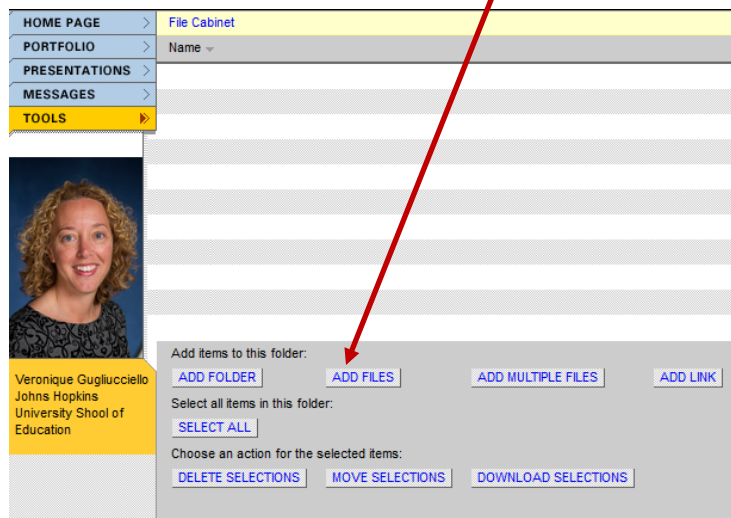 HOME PAGE
PORTFOLIO
PRESENTATIONS
MESSAGES
TOOLS
File Cabinet
Name
Veronique Gugliucciello
Johns Hopkins
University Shool of
Education
Add items to this folder:
ADD FOLDER ADD FILES ADD MULTIPLE FILES ADD LINK
Select all items in this folder:
SELECT ALL
Choose an action for the selected items:
DELETE SELECTIONS MOVE SELECTIONS DOWNLOAD SELECTIONS